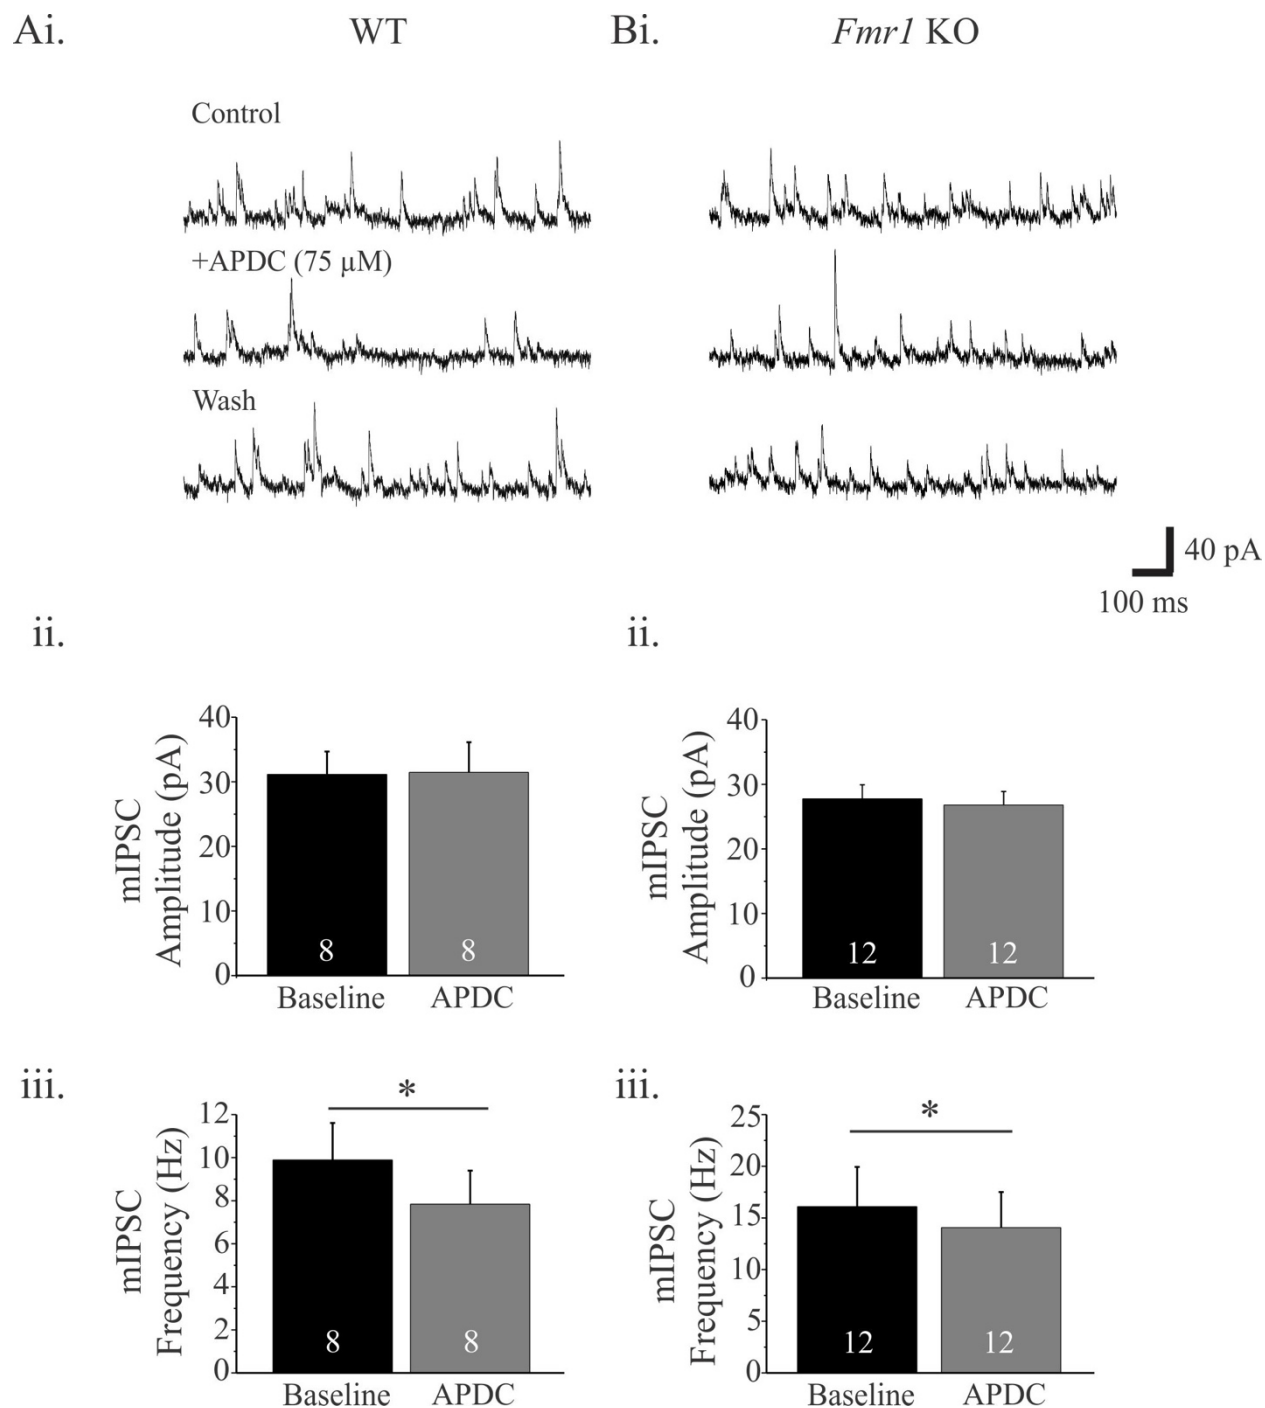 Ai.
WT
Bi.
Fmr1 KO
Control
+APDC (75 µM)
Wash
40 pA
100 ms
ii.
mIPSC
Amplitude (pA)
40
30
20
10
0
8
8
Baseline
APDC
ii.
mIPSC
Amplitude (pA)
40
30
20
10
0
12
12
Baseline
APDC
iii.
mIPSC
Frequency (Hz)
12
10
8
6
4
2
0
*
8
8
Baseline
APDC
iii.
mIPSC
Frequency (Hz)
25
20
15
10
5
0
*
12
12
Baseline
APDC